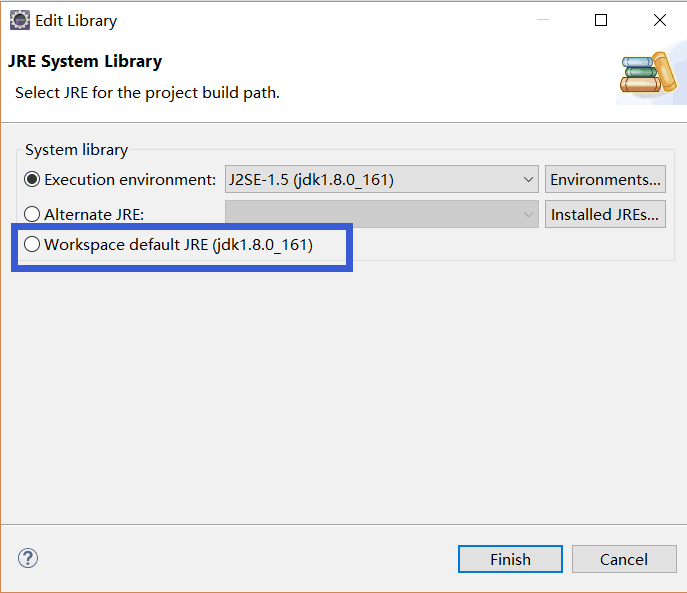 Edit Library
JRE System Library
Select JRE for the project build path.
System library
Execution environment: J2SE-1.5 (jdk1.8.0_161) Environments...
Alternate JRE: Installed JREs...
Workspace default JRE (jdk1.8.0_161)
? Finish Cancel